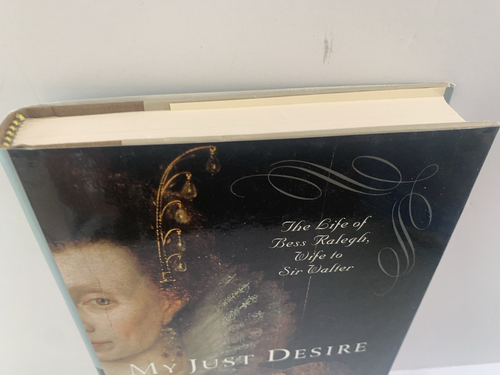 The Life of
Bess Ralegh,
Wife to
Sir Walter
MY JUST DESIRE